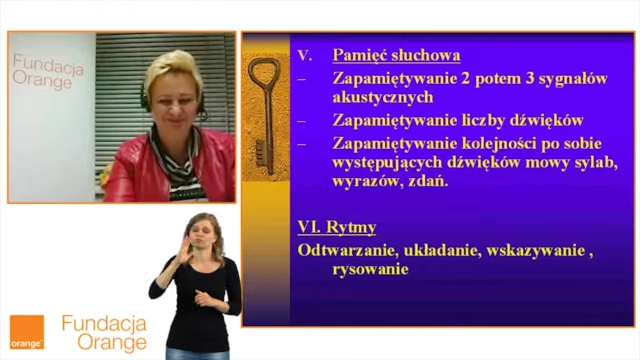 Fundacja
Orange
V. Pamięć słuchowa
– Zapamiętywanie 2 potem 3 sygnałów
akustycznych
– Zapamiętywanie liczby dźwięków
– Zapamiętywanie kolejności po sobie
występujących dźwięków mowy sylab,
wyrazów, zdań.
VI. Rytmy
Odtwarzanie, układanie, wskazywanie ,
rysowanie
orange™
Fundacja
Orange